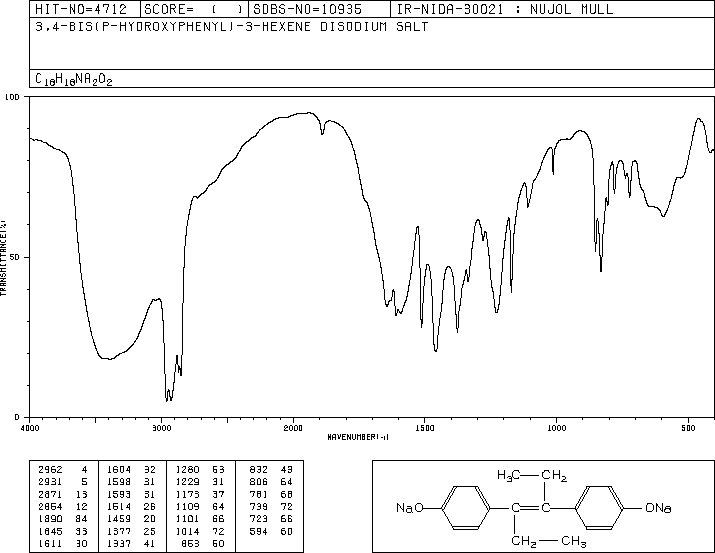 HIT-NO=4712 SCORE= ( ) SDBS-NO=10935 IR-NIDA-30021 : NUJOL MULL
3,4-BIS(P-HYDROXYPHENYL)-3-HEXENE DISODIUM SALT
C18H18NA2O2
100
50
0
TRANSMITTANCE(%)
4000 3000 2000 1500 1000 500
WAVENUMBER(-1)
2962 4 1604 32 1280 53 832 43
2931 5 1598 31 1229 31 806 64
2871 13 1593 31 1173 37 781 68
2854 12 1514 26 1109 64 739 72
1890 84 1459 20 1101 66 723 66
1645 33 1377 25 1014 72 594 60
1611 30 1337 41 853 50
H3C CH2
NaO ONa
CH2 CH3